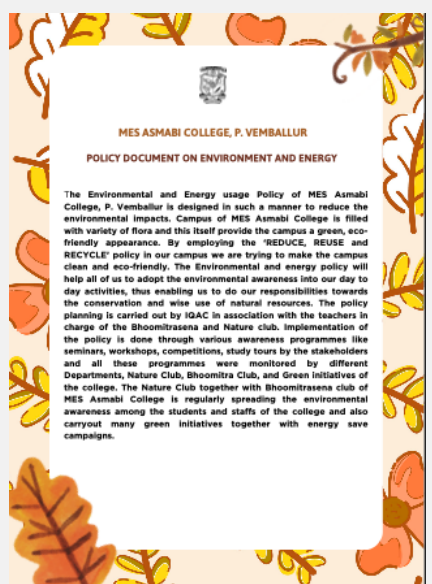 MES ASMABI COLLEGE, P. VEMBALLUR
POLICY DOCUMENT ON ENVIRONMENT AND ENERGY
The Environmental and Energy usage Policy of MES Asmabi
College, P. Vemballur is designed in such a manner to reduce the
environmental impacts. Campus of MES Asmabi College is filled
with variety of flora and this itself provide the campus a green, eco-
friendly appearance. By employing the "REDUCE, REUSE and
RECYCLE" policy in our campus we are trying to make the campus
clean and eco-friendly. The Environmental and energy policy will
help all of us to adopt the environmental awareness into our day to
day activities, thus enabling us to do our responsibilities towards
the conservation and wise use of natural resources. The policy
planning is carried out by IQAC in association with the teachers in
charge of the Bhoomitrasena and Nature club. Implementation of
the policy is done through various awareness programmes like
seminars, workshops, competitions, study tours by the stakeholders
and all these programmes were monitored by different
Departments, Nature Club, Bhoomitra Club, and Green initiatives of
the college. The Nature Club together with Bhoomitrasena club of
MES Asmabi College is regularly spreading the environmental
awareness among the students and staffs of the college and also
carryout many green initiatives together with energy save
campaigns.